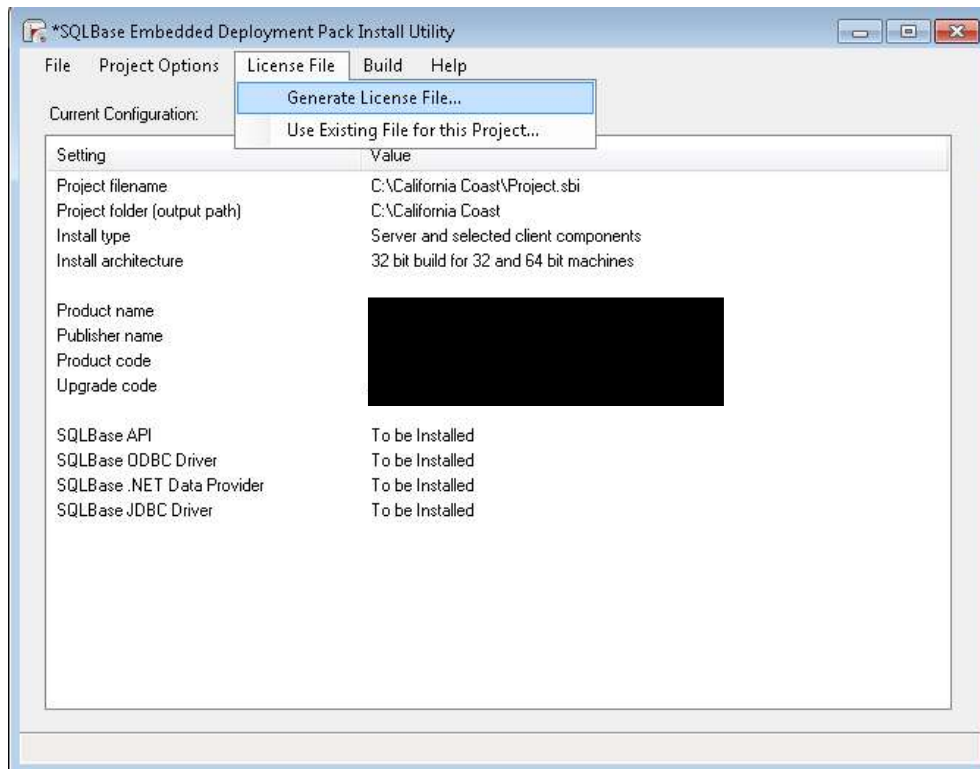 *SQLBase Embedded Deployment Pack Install Utility
File Project Options License File Build Help
Generate License File...
Current Configuration:
Use Existing File for this Project...
Setting Value
Project filename C:\California Coast\Project.sbi
Project folder (output path) C:\California Coast
Install type Server and selected client components
Install architecture 32 bit build for 32 and 64 bit machines
Product name
Publisher name
Product code
Upgrade code
SQLBase API To be Installed
SQLBase ODBC Driver To be Installed
SQLBase .NET Data Provider To be Installed
SQLBase JDBC Driver To be Installed